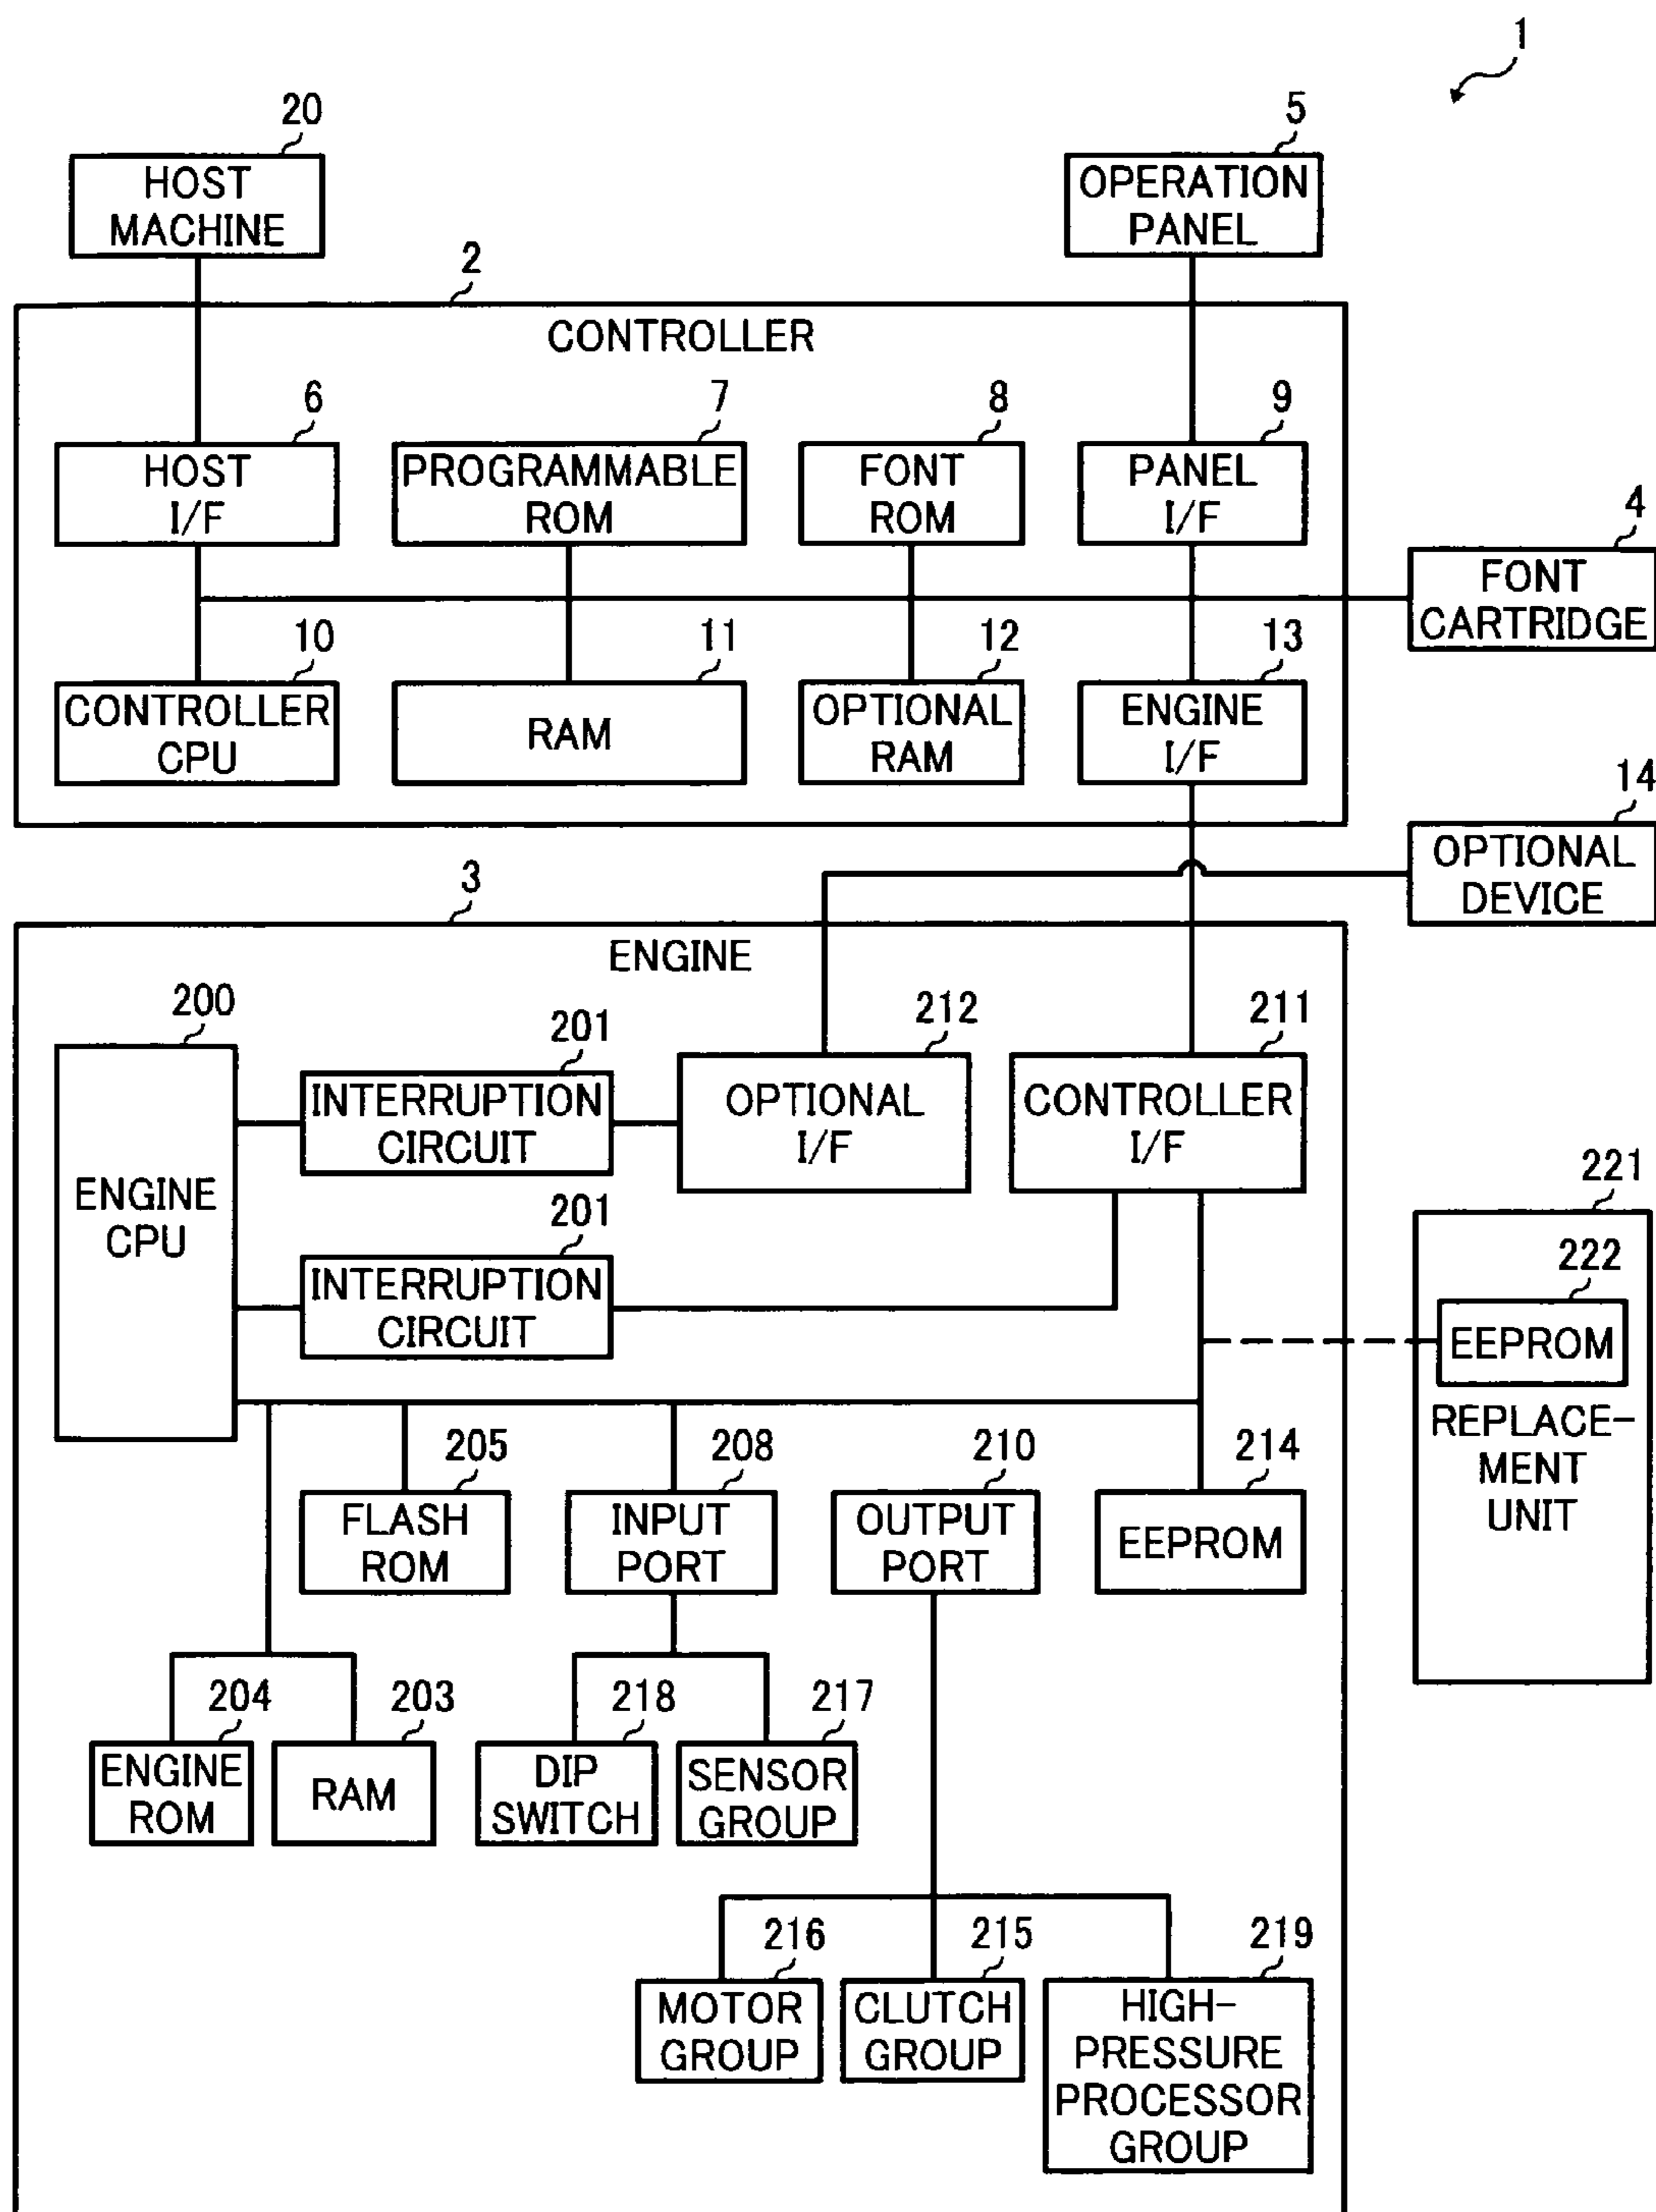 1
20
5
HOST
MACHINE
OPERATION
PANEL
2
CONTROLLER
6
7
8
9
HOST
I/F
PROGRAMMABLE
ROM
FONT
ROM
PANEL
I/F
4
FONT
CARTRIDGE
10
11
12
13
CONTROLLER
CPU
RAM
OPTIONAL
RAM
ENGINE
I/F
14
OPTIONAL
DEVICE
3
ENGINE
200
201
212
211
ENGINE
CPU
INTERRUPTION
CIRCUIT
OPTIONAL
I/F
CONTROLLER
I/F
201
INTERRUPTION
CIRCUIT
221
222
EEPROM
REPLACE-
MENT
UNIT
205
208
210
214
FLASH
ROM
INPUT
PORT
OUTPUT
PORT
EEPROM
204
203
218
217
ENGINE
ROM
RAM
DIP
SWITCH
SENSOR
GROUP
216
215
219
MOTOR
GROUP
CLUTCH
GROUP
HIGH-
PRESSURE
PROCESSOR
GROUP